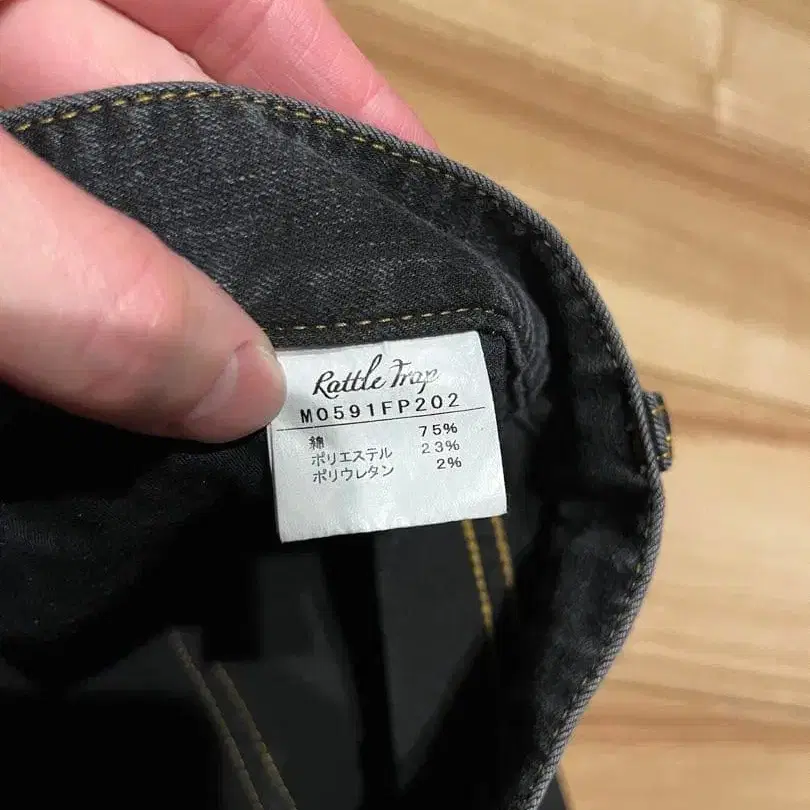 Rattle Trap
M0591FP202
綿 75%
ポリエステル 23%
ポリウレタン 2%